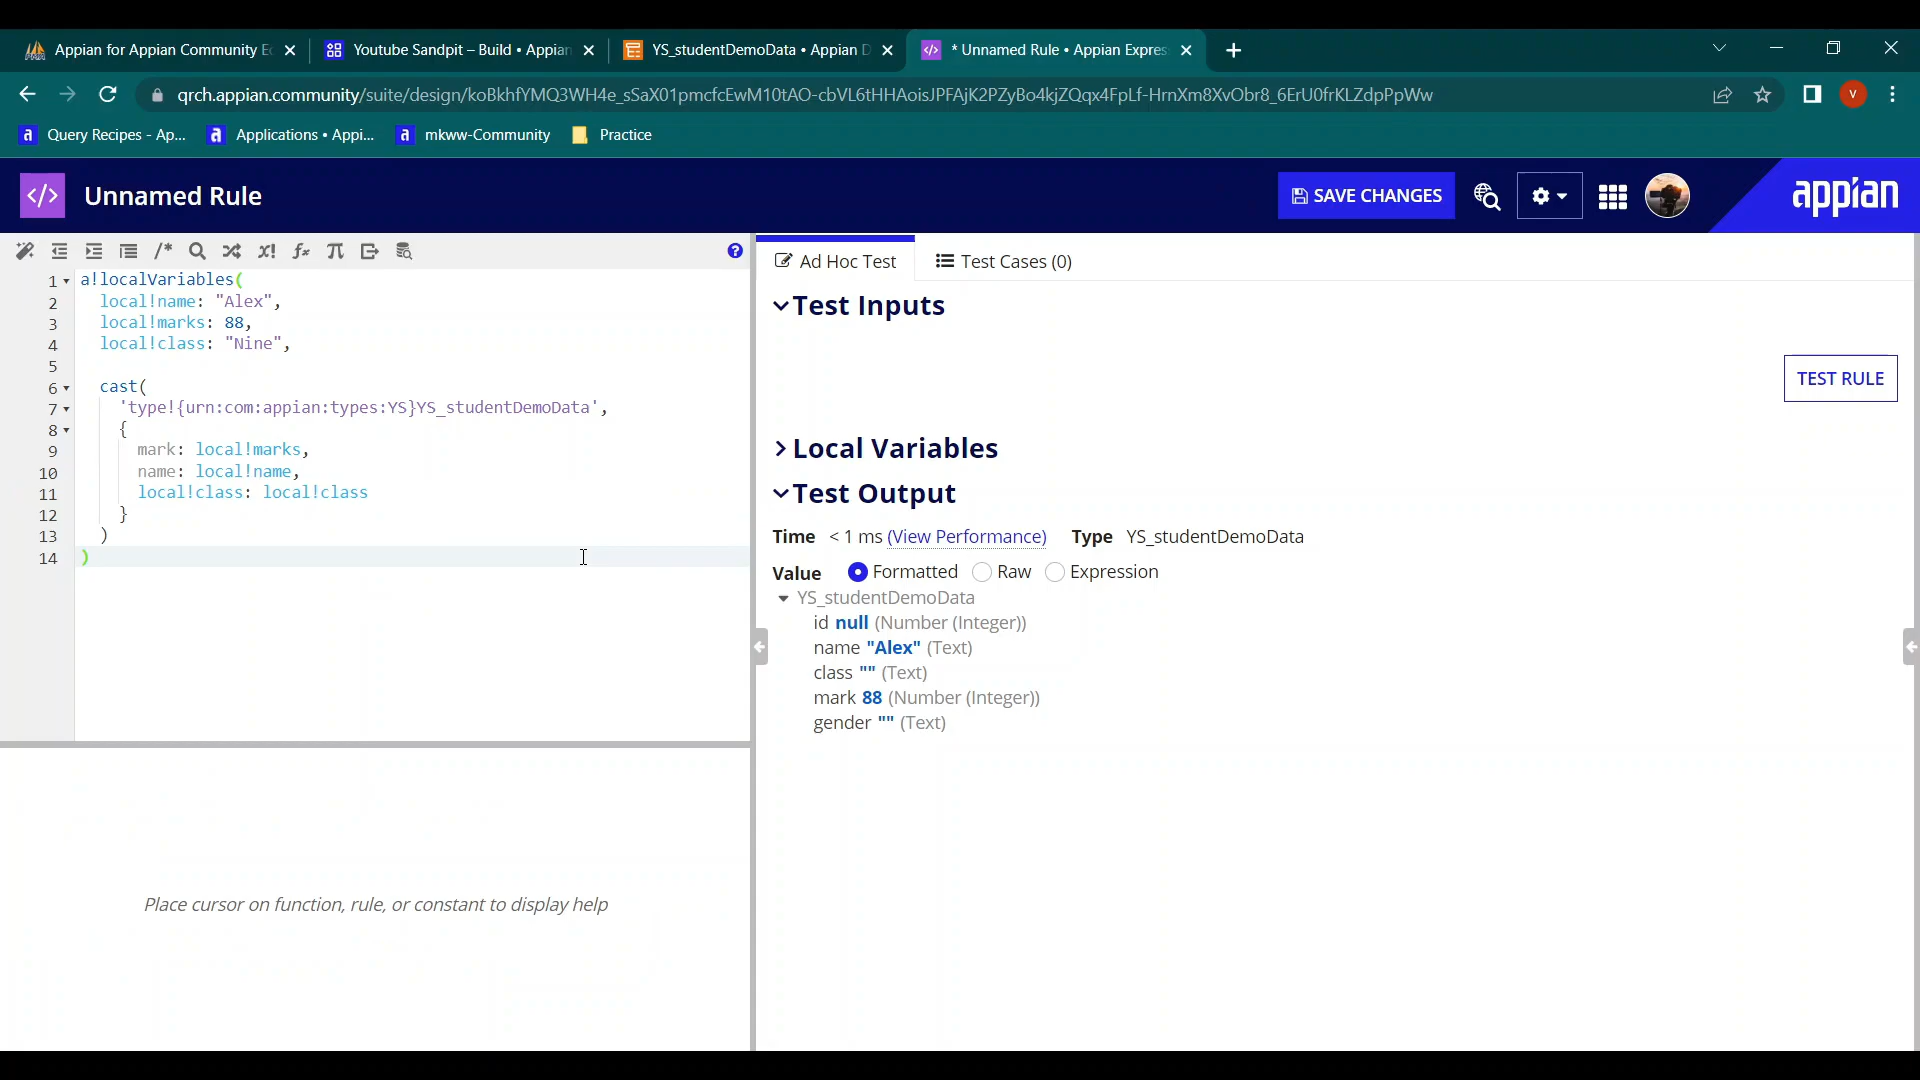 Appian for Appian Community Ec
Youtube Sandpit – Build • Appian
YS_studentDemoData • Appian D
* Unnamed Rule • Appian Expres
qrch.appian.community/suite/design/koBkhfYMQ3WH4e_sSaX01pmcfcEwM10tAO-cbVL6tHHAoisJPFAjK2PZyBo4kjZQqx4FpLf-HrnXm8XvObr8_6ErU0frKLZdpPpWw
V
Query Recipes - Ap...
Applications • Appi...
mkww-Community
Practice
Unnamed Rule
SAVE CHANGES
appian
Ad Hoc Test
Test Cases (0)
1 a!localVariables(
2 local!name: "Alex",
3 local!marks: 88,
4 local!class: "Nine",
5
6 cast(
7 'type!{urn:com:appian:types:YS}YS_studentDemoData',
8 {
9 mark: local!marks,
10 name: local!name,
11 local!class: local!class
12 }
13 )
14 )
Place cursor on function, rule, or constant to display help
Test Inputs
TEST RULE
Local Variables
Test Output
Time < 1 ms (View Performance) Type YS_studentDemoData
Value Formatted Raw Expression
YS_studentDemoData
id null (Number (Integer))
name "Alex" (Text)
class "" (Text)
mark 88 (Number (Integer))
gender "" (Text)